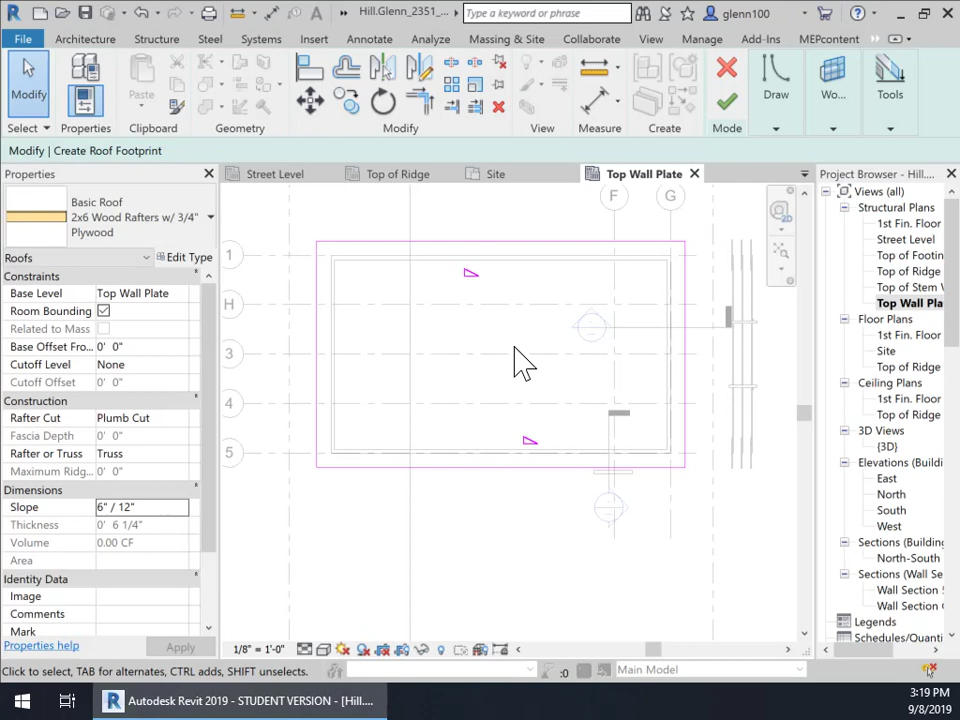 Hill.Glenn_2351_... Type a keyword or phrase glenn100
File Architecture Structure Steel Systems Insert Annotate Analyze Massing & Site Collaborate View Manage Add-Ins MEPcontent
Modify Properties Paste Draw Wo... Tools
Select Properties Clipboard Geometry Modify View Measure Create Mode
Modify | Create Roof Footprint
Properties
Street Level Top of Ridge Site Top Wall Plate
Project Browser - Hill....
Basic Roof
2x6 Wood Rafters w/ 3/4"
Plywood
Roofs Edit Type
Constraints
Base Level Top Wall Plate
Room Bounding
Related to Mass
Base Offset Fro... 0' 0"
Cutoff Level None
Cutoff Offset 0' 0"
Construction
Rafter Cut Plumb Cut
Fascia Depth 0' 0"
Rafter or Truss Truss
Maximum Ridg...
Dimensions
Slope 6" / 12"
Thickness 0' 6 1/4"
Volume 0.00 CF
Area
Identity Data
Image
Comments
Mark
Properties help Apply
F G
1
H
3
4
5
2D
Views (all)
Structural Plans
1st Fin. Floor
Street Level
Top of Footin
Top of Ridge
Top of Stem
Top Wall Pla
Floor Plans
1st Fin. Floor
Site
Top of Ridge
Ceiling Plans
Top of Ridge
3D Views
{3D}
Elevations (Buildi
East
North
South
West
Sections (Building
North-South
Sections (Wall Se
Wall Section
Wall Section
Legends
Schedules/Quanti
1/8" = 1'-0"
Click to select, TAB for alternates, CTRL adds, SHIFT unselects.
:0 Main Model
Autodesk Revit 2019 - STUDENT VERSION - [Hill....
3:19 PM
9/8/2019